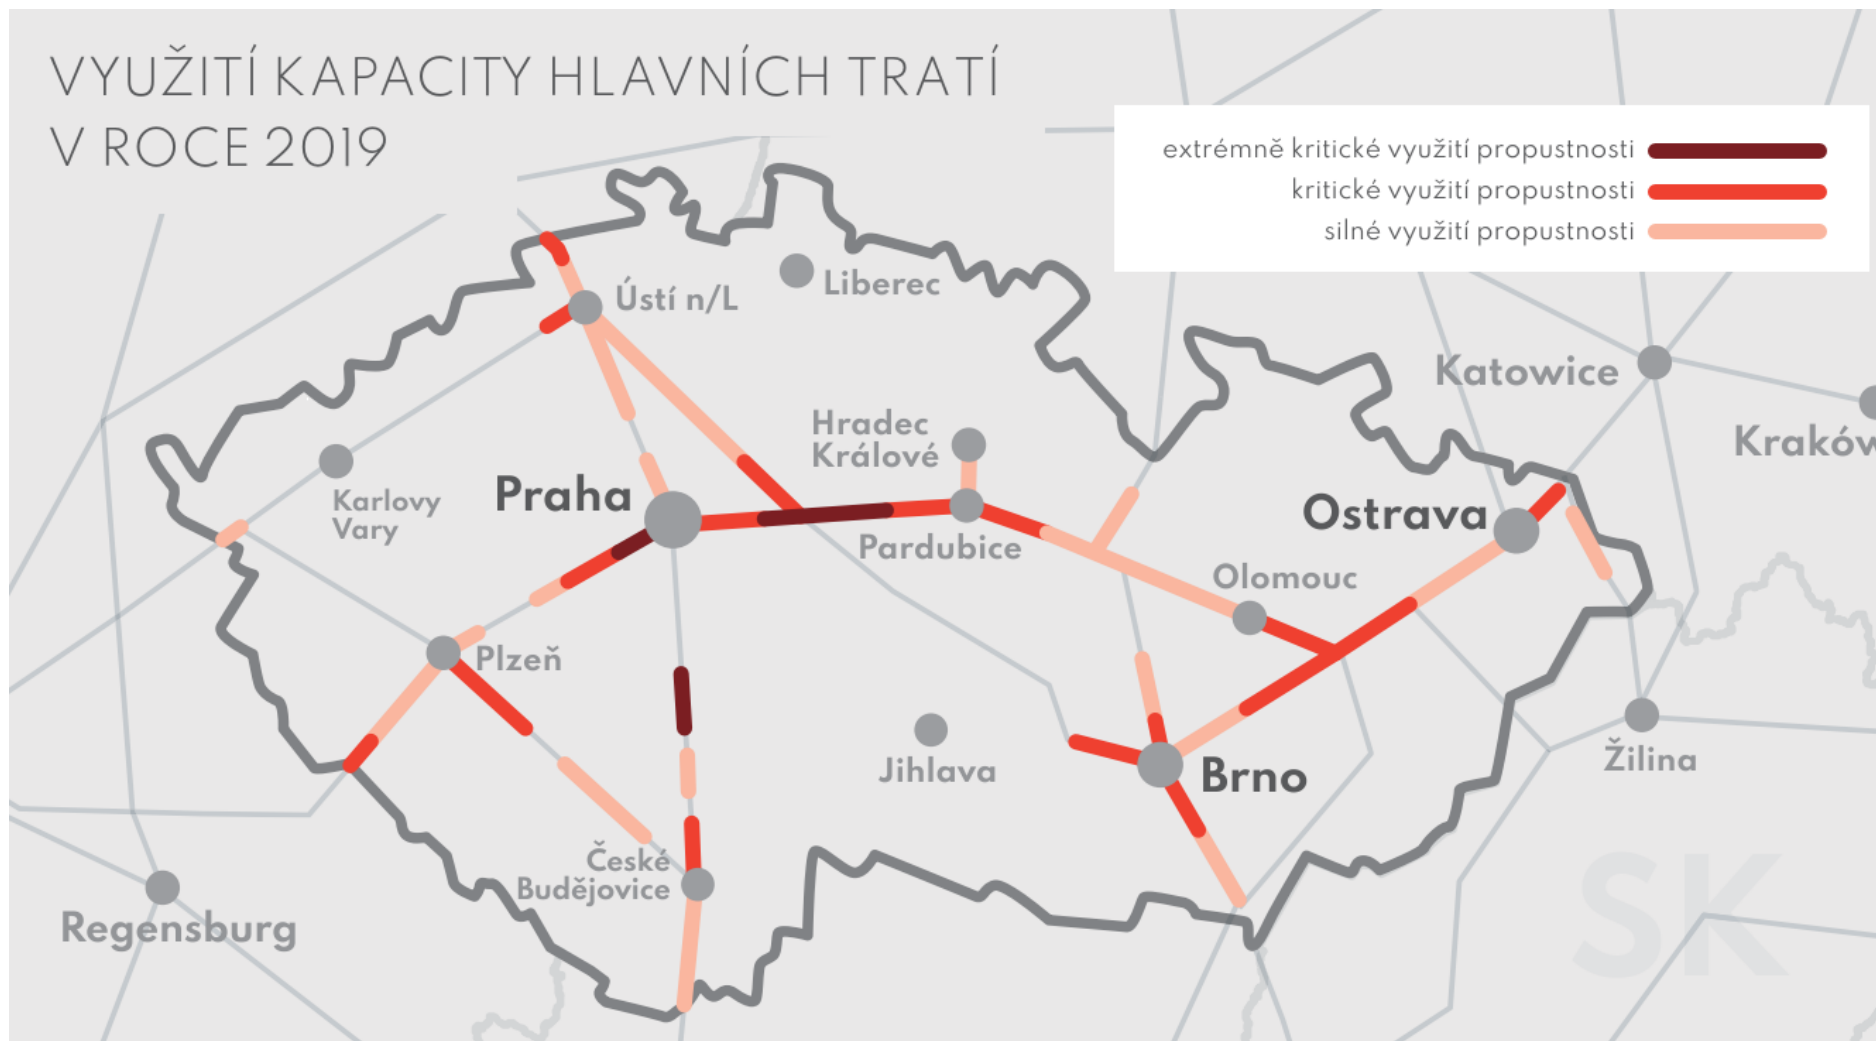 VYUŽITÍ KAPACITY HLAVNÍCH TRATÍ
V ROCE 2019
extrémně kritické využití propustnosti
kritické využití propustnosti
silné využití propustnosti
Ústí n/L
Liberec
Katowice
Kraków
Hradec
Králové
Karlovy
Vary
Praha
Ostrava
Pardubice
Olomouc
Plzeň
Jihlava
Brno
Žilina
České
Budějovice
Regensburg
SK